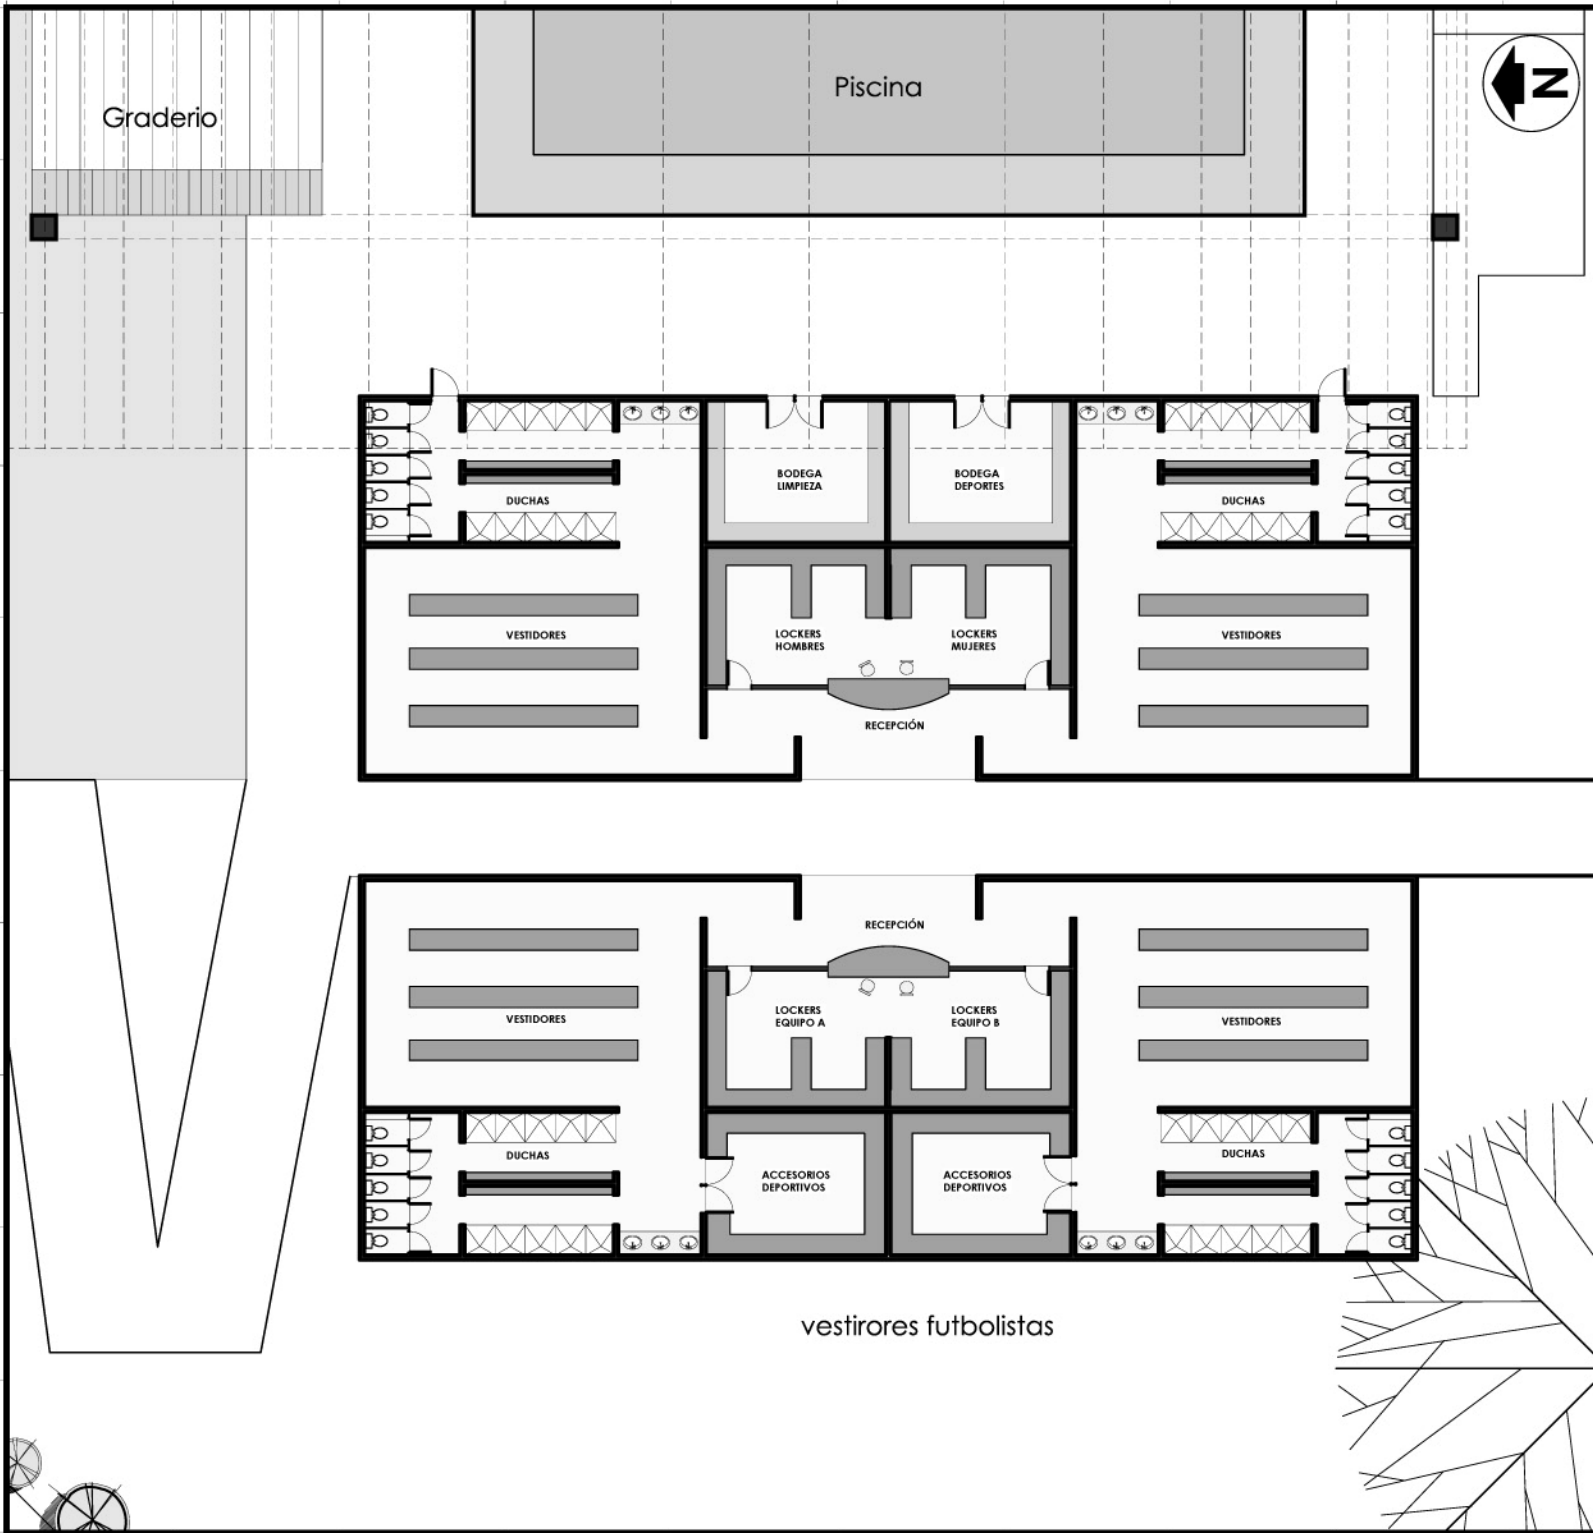 Piscina
N
Graderio
BODEGA
LIMPIEZA
BODEGA
DEPORTES
DUCHAS
DUCHAS
VESTIDORES
LOCKERS
HOMBRES
LOCKERS
MUJERES
VESTIDORES
RECEPCIÓN
RECEPCIÓN
VESTIDORES
LOCKERS
EQUIPO A
LOCKERS
EQUIPO B
VESTIDORES
DUCHAS
DUCHAS
ACCESORIOS
DEPORTIVOS
ACCESORIOS
DEPORTIVOS
vestirores futbolistas